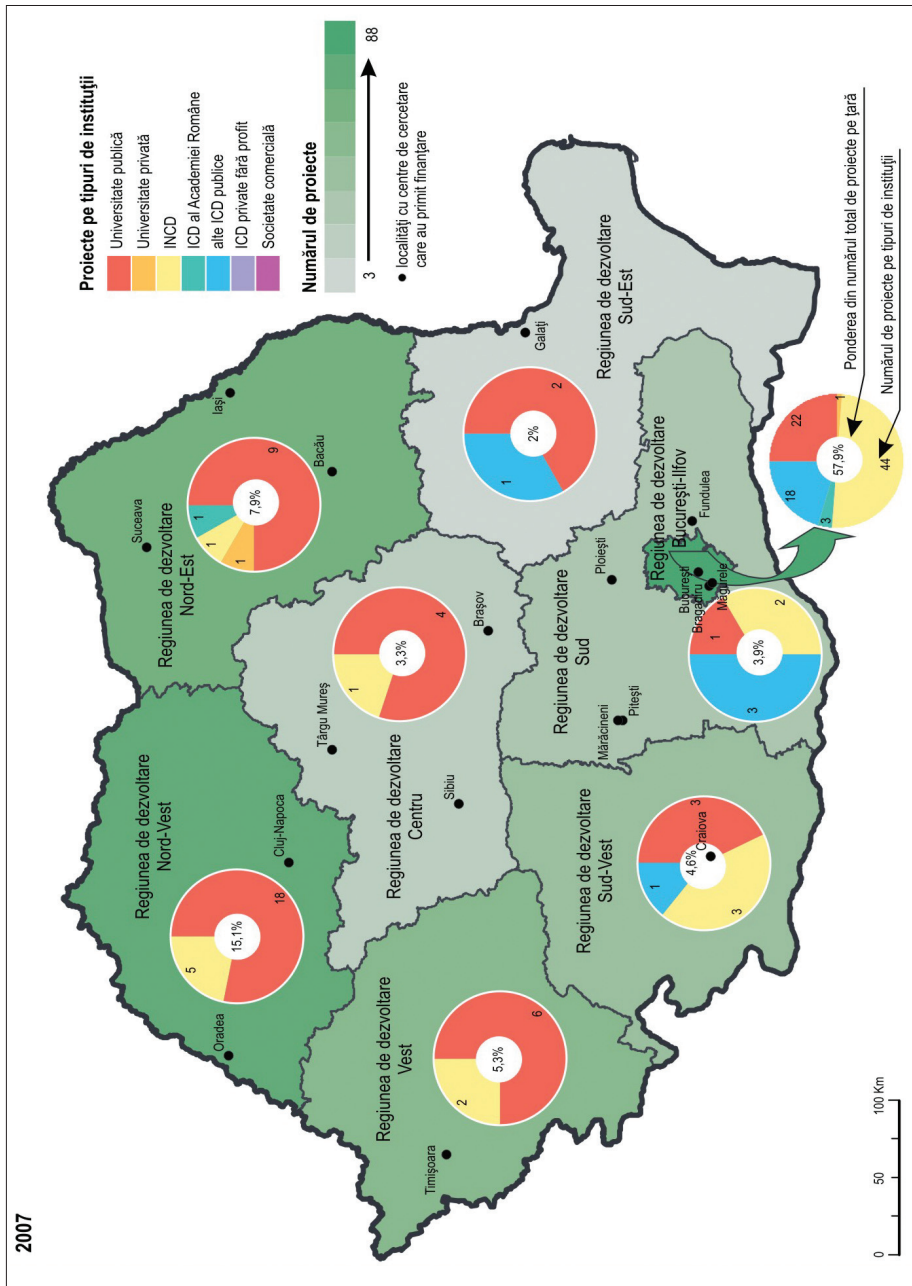 2007
Proiecte pe tipuri de instituții
Universitate publică
Universitate privată
INCD
ICD al Academiei Române
alte ICD publice
ICD private fără profit
Societate comercială
Numărul de proiecte
3
88
localități cu centre de cercetare
care au primit finanțare
Regiunea de dezvoltare
Nord-Vest
Oradea
Cluj-Napoca
5
18
15,1%
Regiunea de dezvoltare
Nord-Est
Suceava
Iași
Bacău
1
1
1
9
7,9%
Regiunea de dezvoltare
Centru
Târgu Mureș
Sibiu
Brașov
1
4
3,3%
Regiunea de dezvoltare
Vest
Timișoara
2
6
5,3%
Regiunea de dezvoltare
Sud-Est
Galați
1
2
2%
Regiunea de dezvoltare
Sud-Vest
Craiova
1
3
3
4,6%
Regiunea de dezvoltare
Sud
Mărăcineni
Pitești
Ploiești
Fundulea
1
2
3
3,9%
Regiunea de dezvoltare
București-Ilfov
București
Bragadiru
Măgurele
18
22
1
3
44
57,9%
Ponderea din numărul total de proiecte pe țară
Numărul de proiecte pe tipuri de instituții
0
50
100 Km